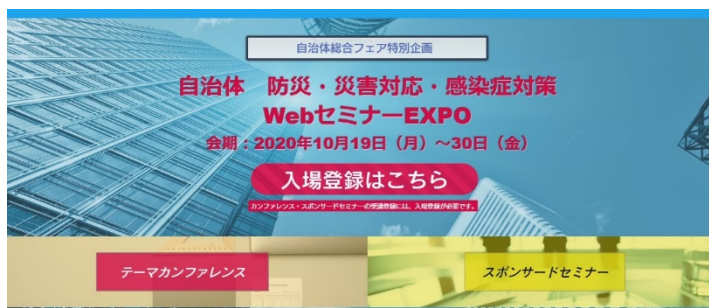 自治体総合フェア特別企画
自治体　防災・災害対応・感染症対策
WebセミナーEXPO
会期：2020年10月19日（月）～30日（金）
入場登録はこちら
カンファレンス・スポンサードセミナーの受講登録には、入場登録が必要です。
テーマカンファレンス
スポンサードセミナー